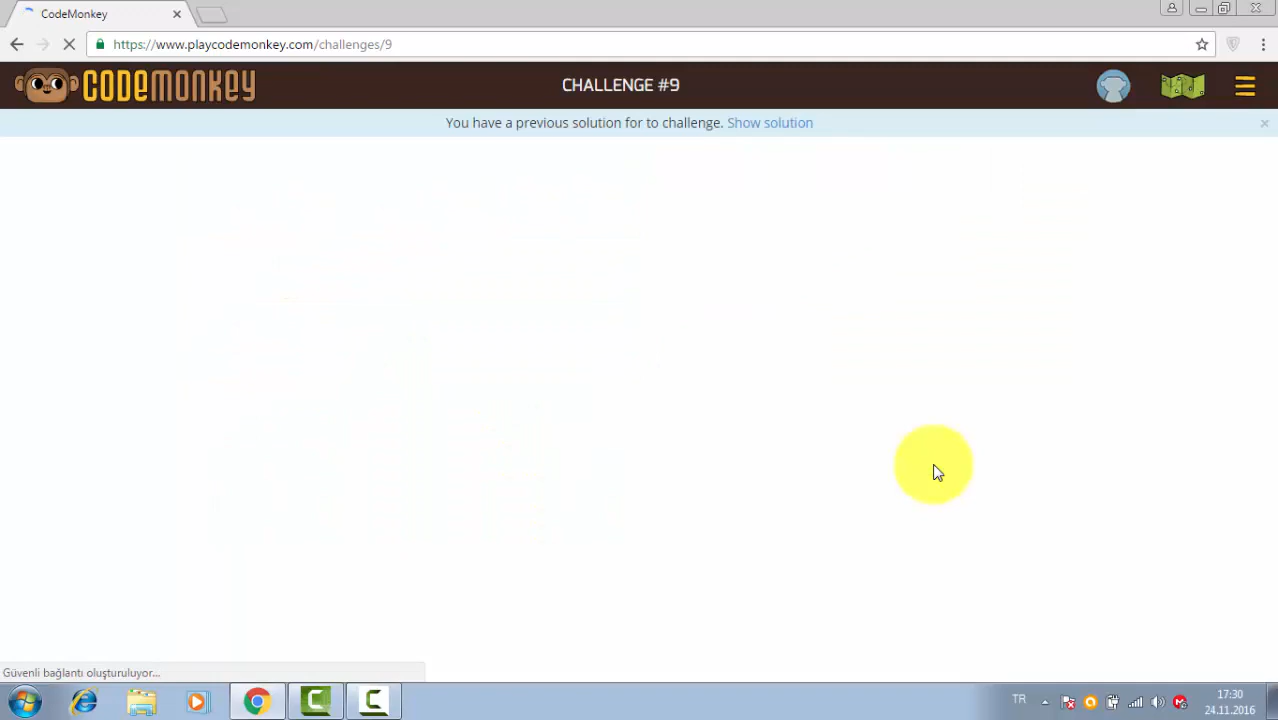 CodeMonkey
https://www.playcodemonkey.com/challenges/9
CODEMONKEY
CHALLENGE #9
You have a previous solution for to challenge. Show solution
Güvenli bağlantı oluşturuluyor...
TR
17:30
24.11.2016